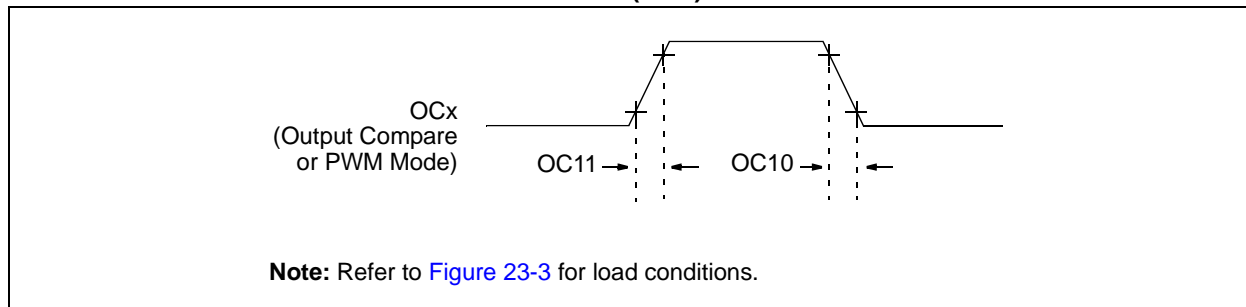 OCx
(Output Compare
or PWM Mode)
OC11
OC10
Note: Refer to Figure 23-3 for load conditions.